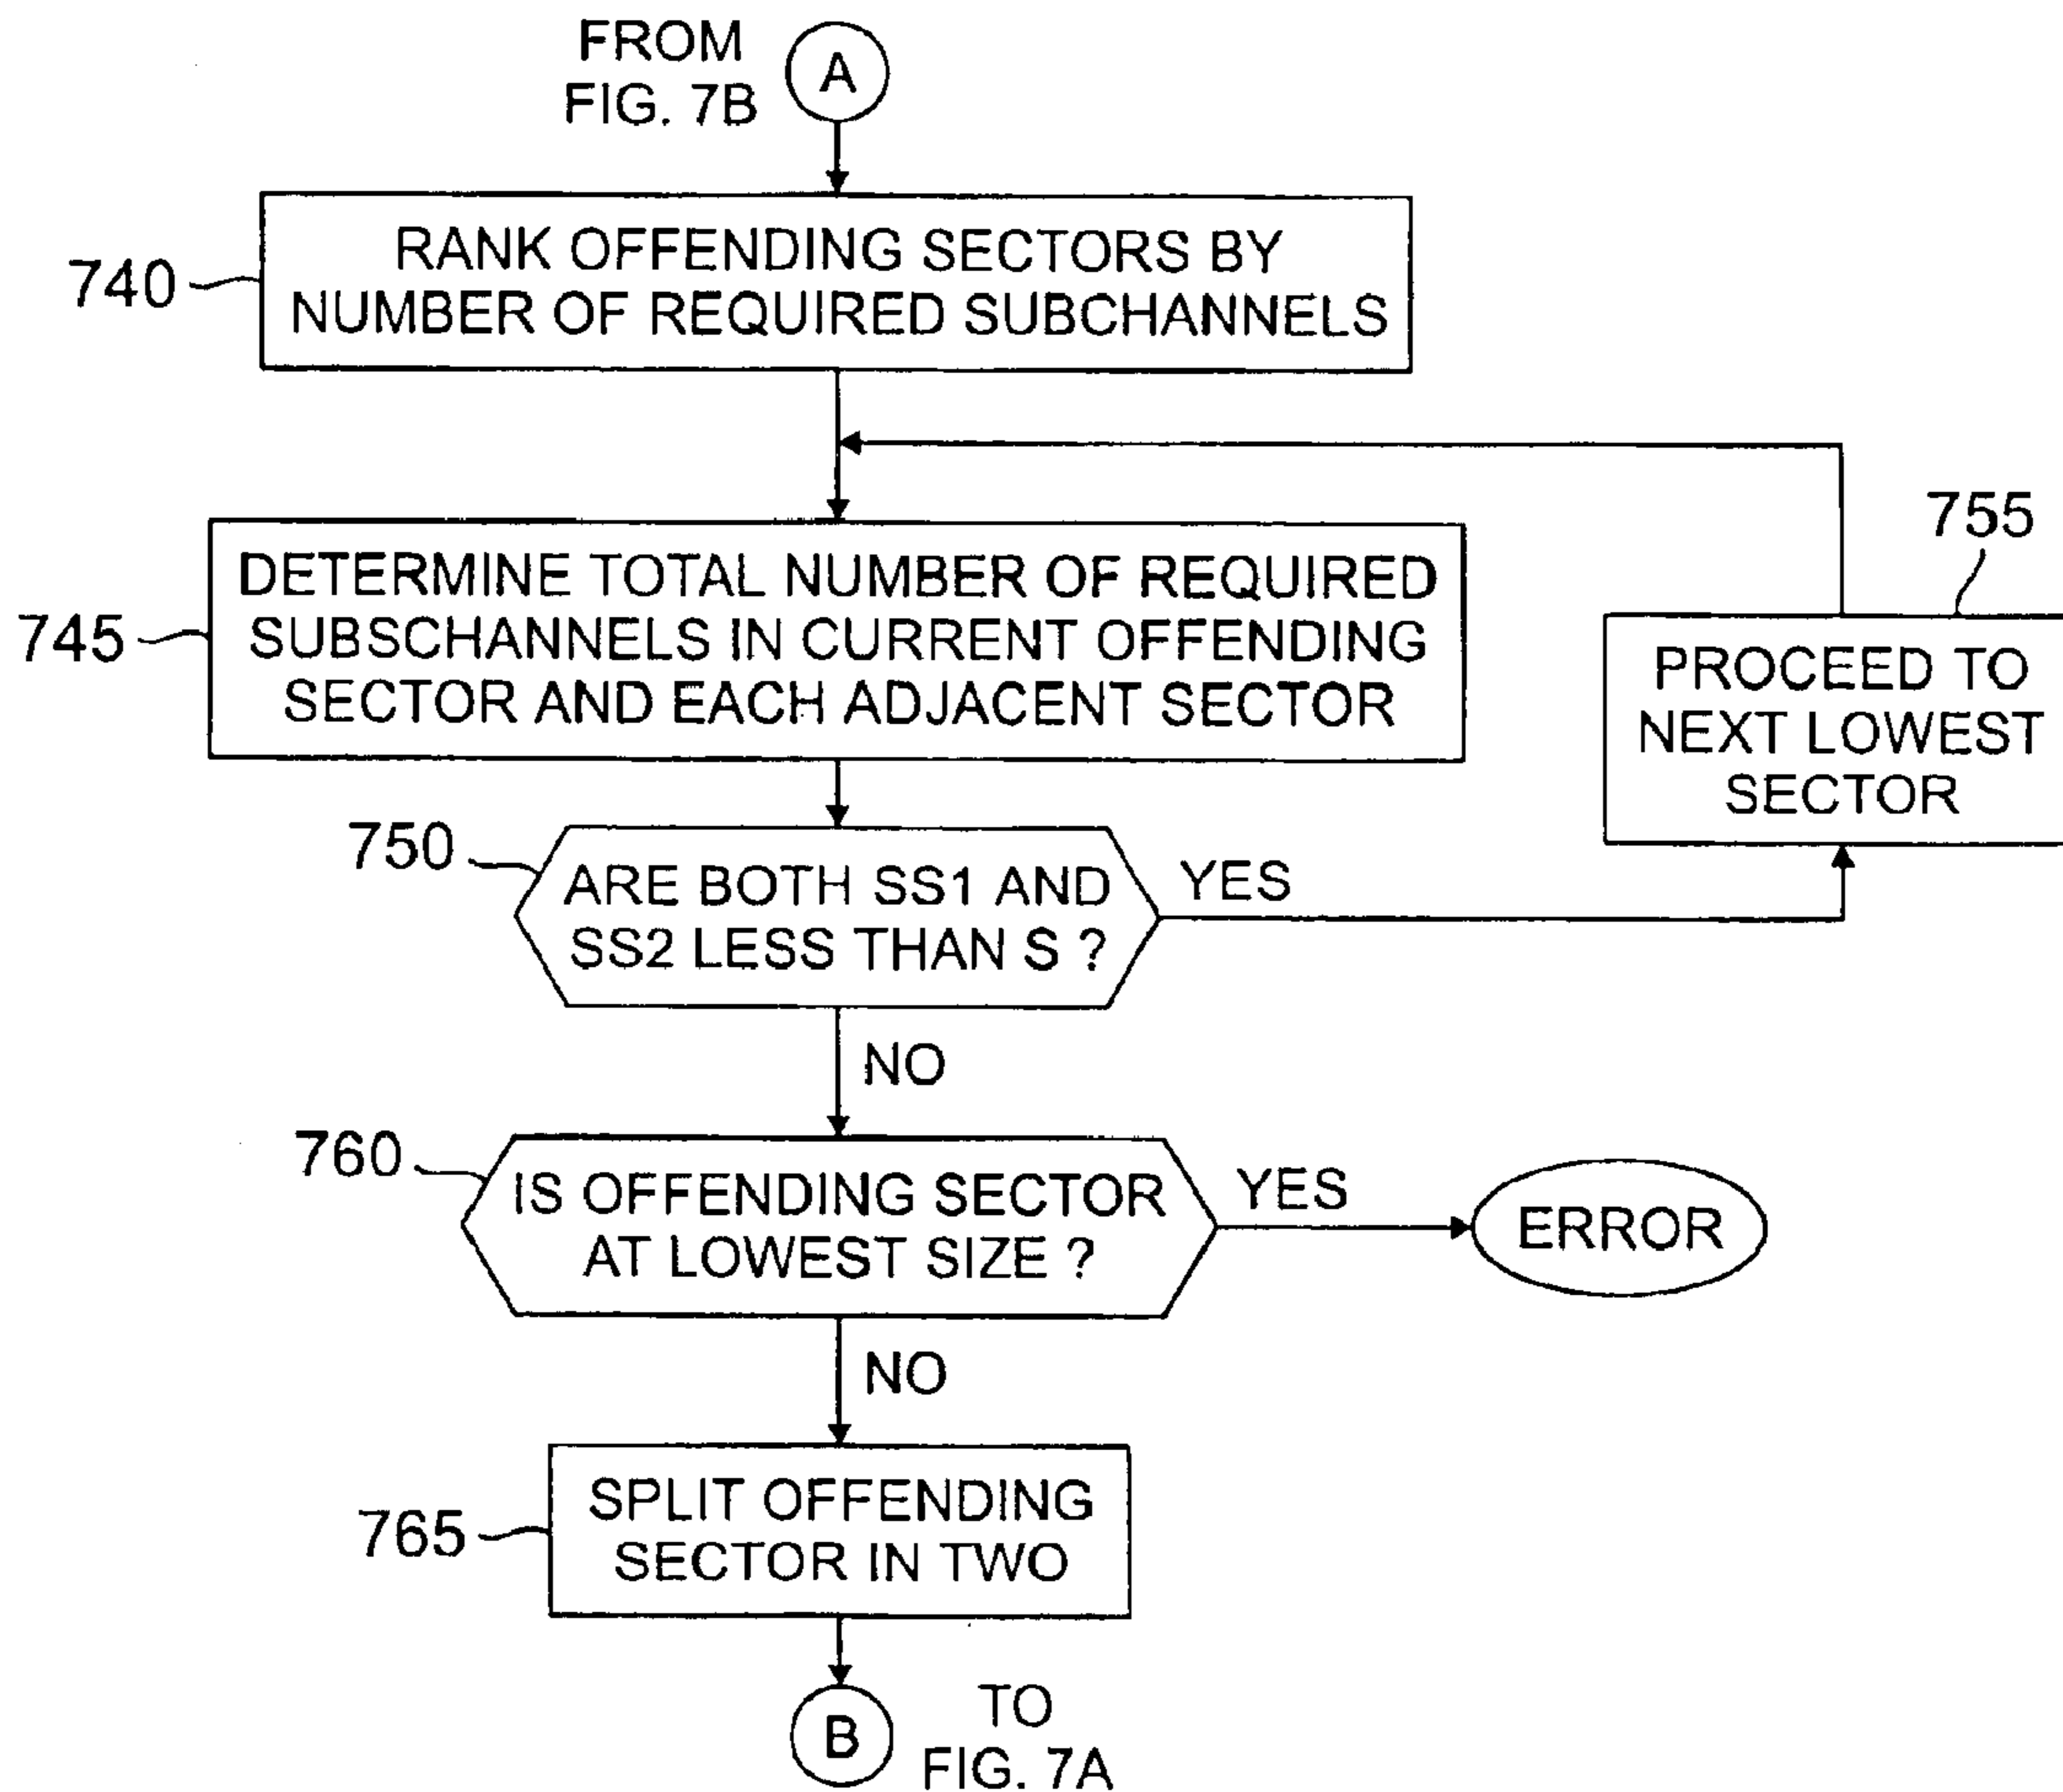 FROM
FIG. 7B
A
740
RANK OFFENDING SECTORS BY
NUMBER OF REQUIRED SUBCHANNELS
745
DETERMINE TOTAL NUMBER OF REQUIRED
SUBSCHANNELS IN CURRENT OFFENDING
SECTOR AND EACH ADJACENT SECTOR
755
PROCEED TO
NEXT LOWEST
SECTOR
750
ARE BOTH SS1 AND
SS2 LESS THAN S ?
YES
NO
760
IS OFFENDING SECTOR
AT LOWEST SIZE ?
YES
ERROR
NO
765
SPLIT OFFENDING
SECTOR IN TWO
B
TO
FIG. 7A